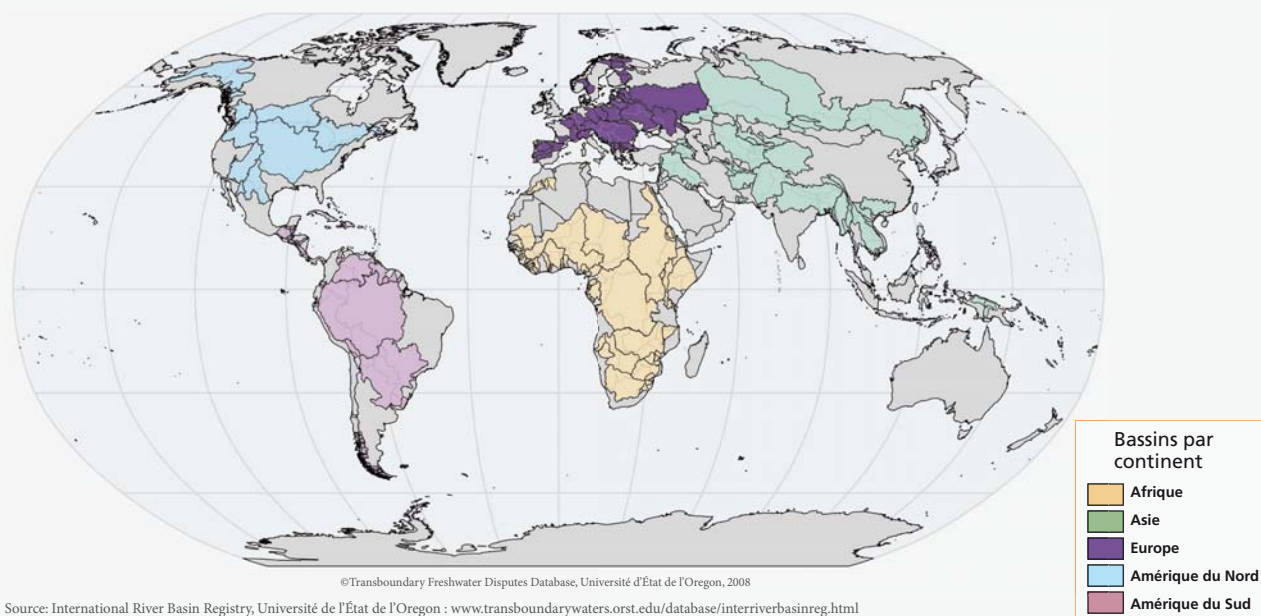 ©Transboundary Freshwater Disputes Database, Université d'État de l'Oregon, 2008
Source: International River Basin Registry, Université de l'État de l'Oregon : www.transboundarywaters.orst.edu/database/interriverbasinreg.html
Bassins par
continent
Afrique
Asie
Europe
Amérique du Nord
Amérique du Sud